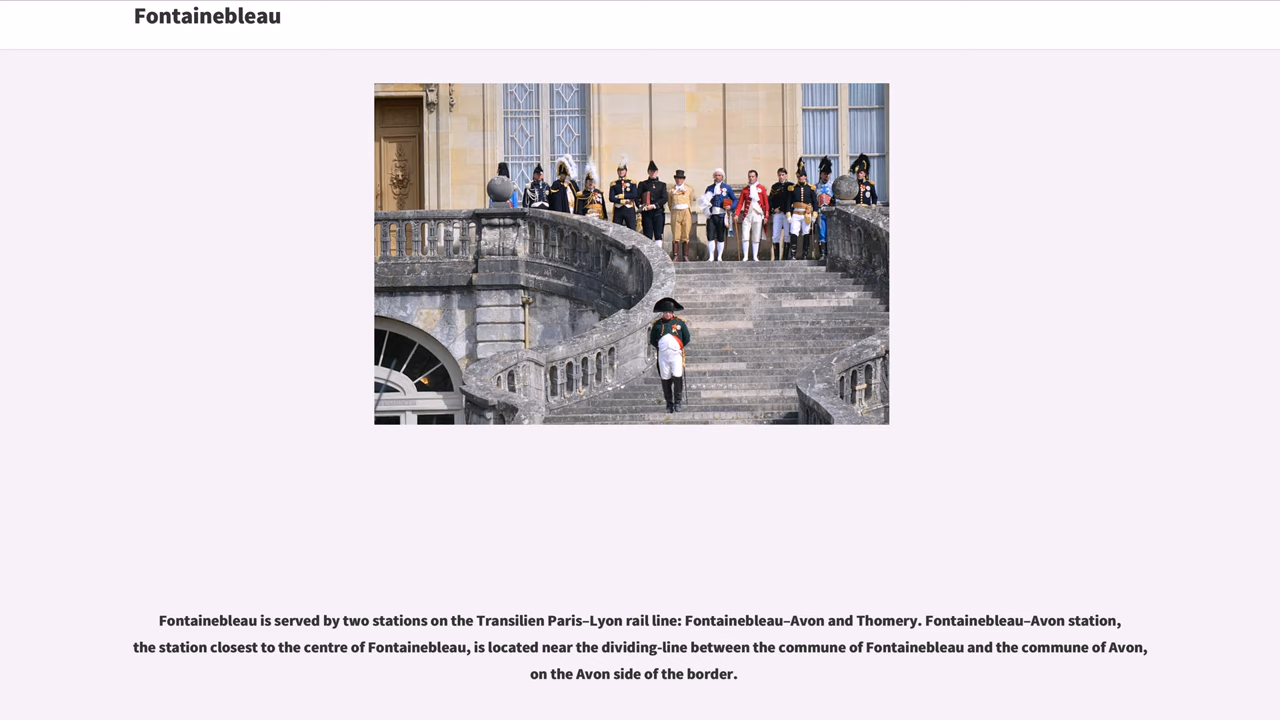 Fontainebleau
Fontainebleau is served by two stations on the Transilien Paris–Lyon rail line: Fontainebleau–Avon and Thomery. Fontainebleau–Avon station,
the station closest to the centre of Fontainebleau, is located near the dividing-line between the commune of Fontainebleau and the commune of Avon,
on the Avon side of the border.